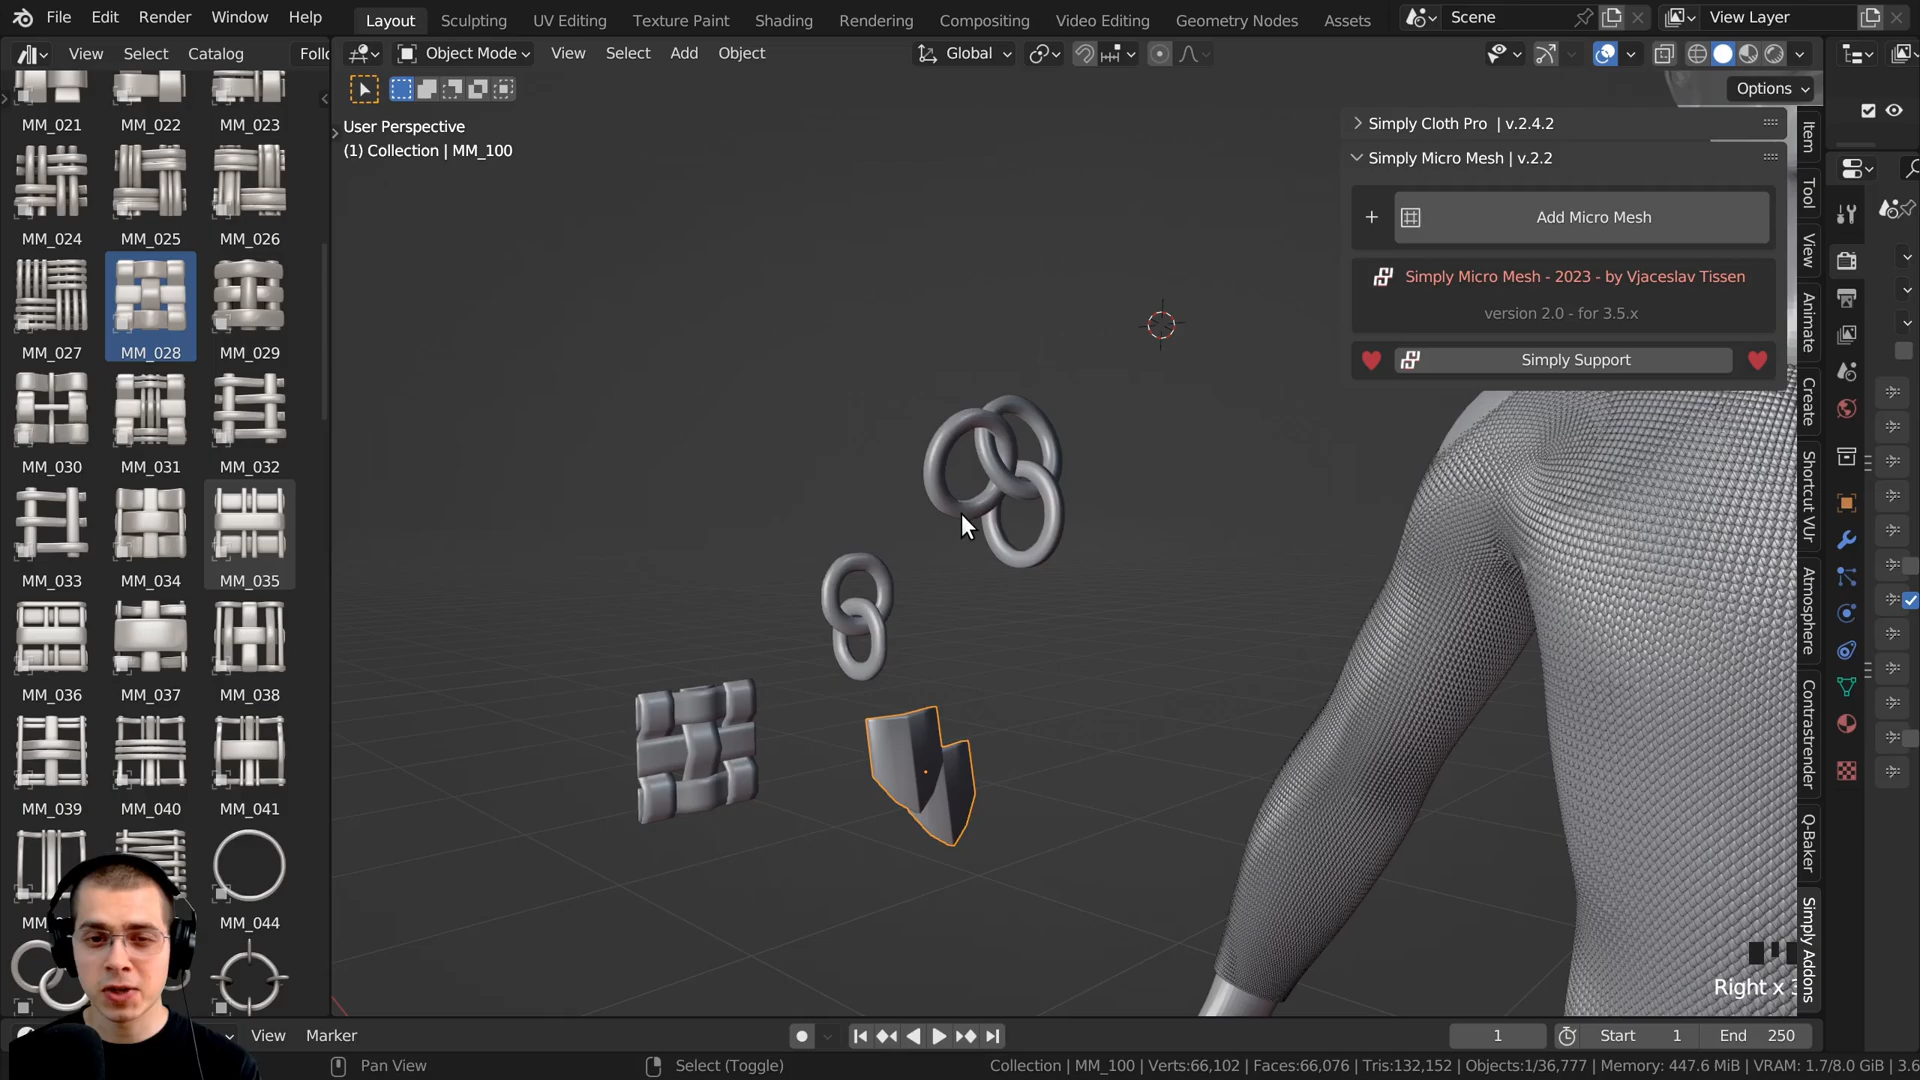 File Edit Render Window Help Layout Sculpting UV Editing Texture Paint Shading Rendering Compositing Video Editing Geometry Nodes Assets Scene View Layer
View Select Catalog Follo Object Mode View Select Add Object Global
Options
MM_021 MM_022 MM_023
User Perspective
(1) Collection | MM_100
Simply Cloth Pro | v.2.4.2
Simply Micro Mesh | v.2.2
Add Micro Mesh
Simply Micro Mesh - 2023 - by Vjaceslav Tissen
version 2.0 - for 3.5.x
Simply Support
MM_024 MM_025 MM_026
MM_027 MM_028 MM_029
MM_030 MM_031 MM_032
MM_033 MM_034 MM_035
MM_036 MM_037 MM_038
MM_039 MM_040 MM_041
MM_044
Item
Tool
View
Animate
Create
Shortcut VUr
Atmosphere
Contrastrender
Q-Baker
Simply Addons
Right x
View Marker 1 Start 1 End 250
Pan View Select (Toggle) Collection | MM_100 | Verts:66,102 | Faces:66,076 | Tris:132,152 | Objects:1/36,777 | Memory: 447.6 MiB | VRAM: 1.7/8.0 GiB | 3.6